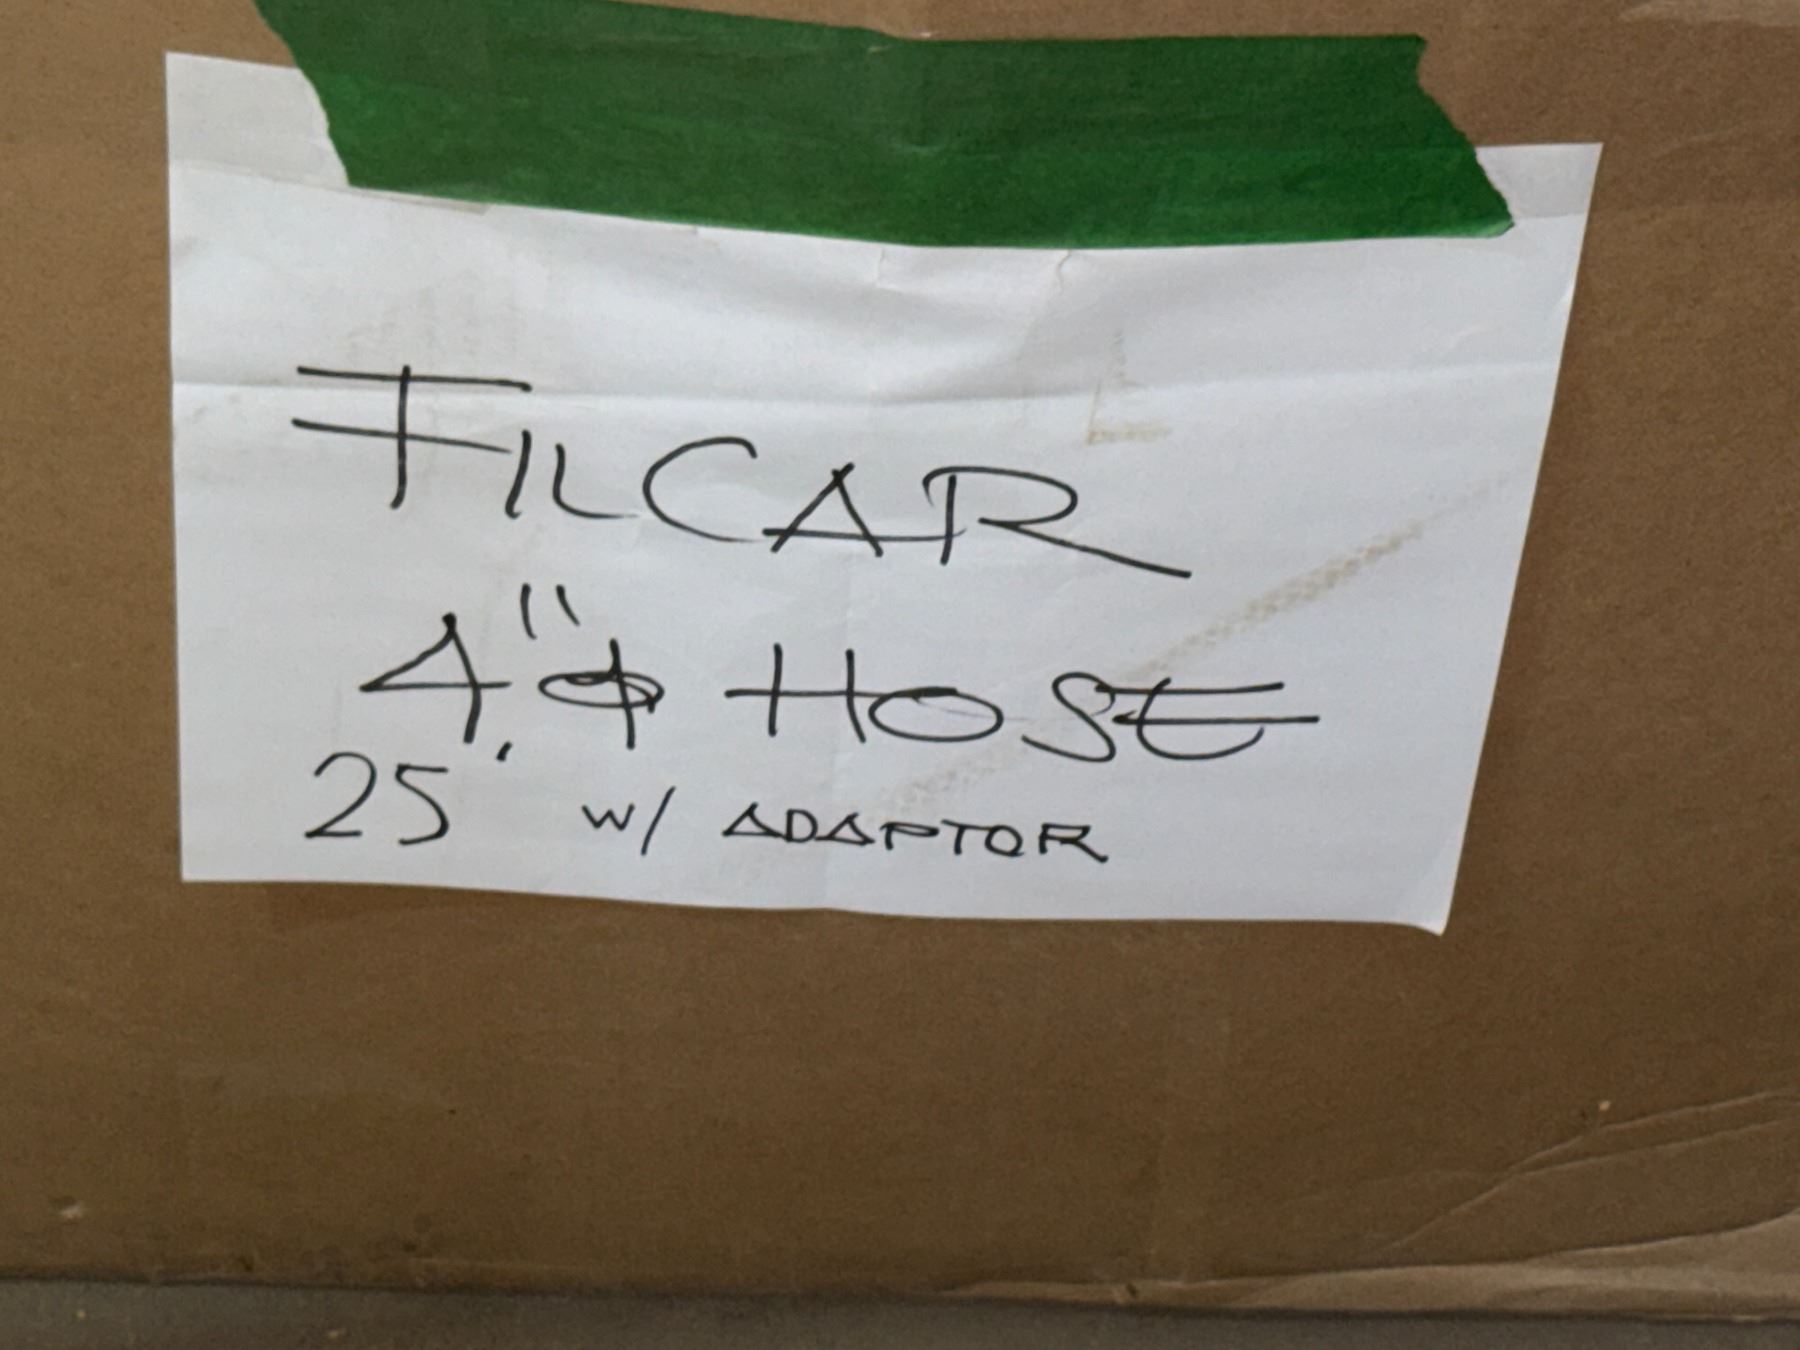 FILCAR
4"φ HOSE
25' w/ ADAPTOR